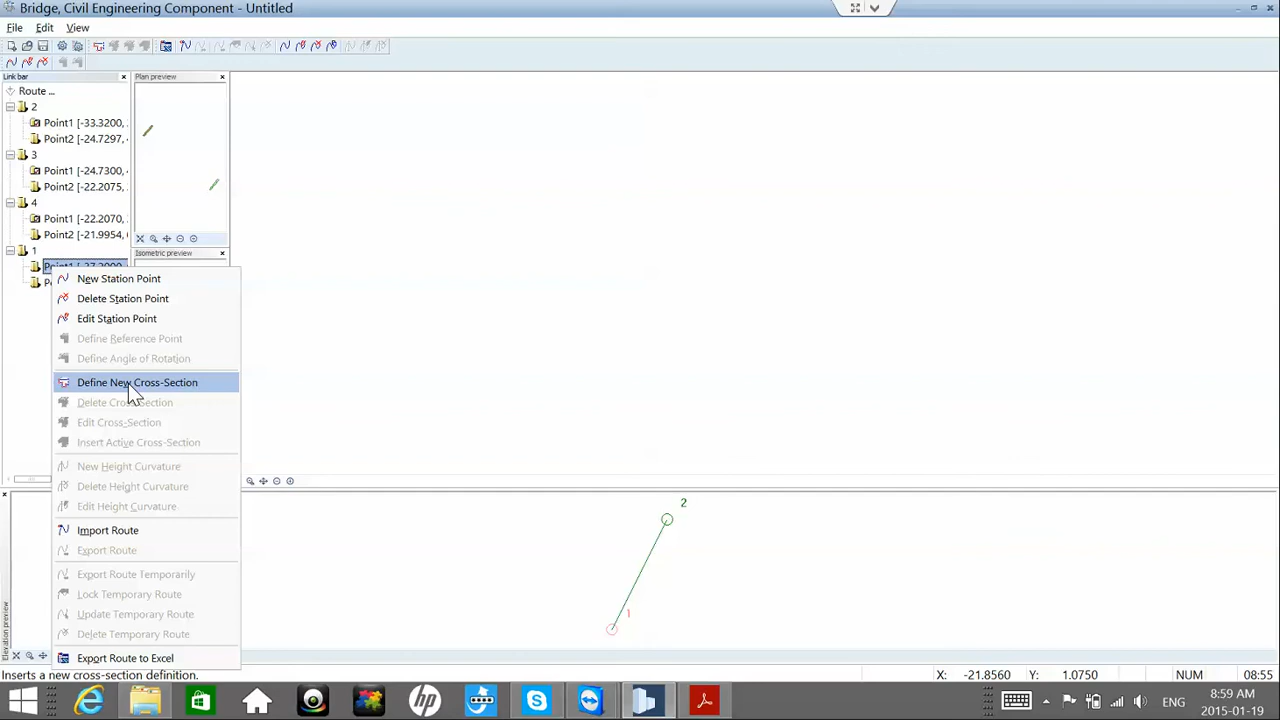 Bridge, Civil Engineering Component - Untitled
File Edit View
Link bar
Plan preview
Route ...
2
Point1 [-33.3200,
Point2 [-24.7297,
3
Point1 [-24.7300,
Point2 [-22.2075,
4
Point1 [-22.2070,
Point2 [-21.9954,
1
Isometric preview
Point1 [-37.2000
New Station Point
Delete Station Point
Edit Station Point
Define Reference Point
Define Angle of Rotation
Define New Cross-Section
Delete Cross-Section
Edit Cross-Section
Insert Active Cross-Section
New Height Curvature
Delete Height Curvature
Edit Height Curvature
Import Route
Export Route
Export Route Temporarily
Lock Temporary Route
Update Temporary Route
Delete Temporary Route
Export Route to Excel
2
1
Elevation preview
Inserts a new cross-section definition.
X: -21.8560 Y: 1.0750 NUM 08:55
hp
ENG
8:59 AM
2015-01-19